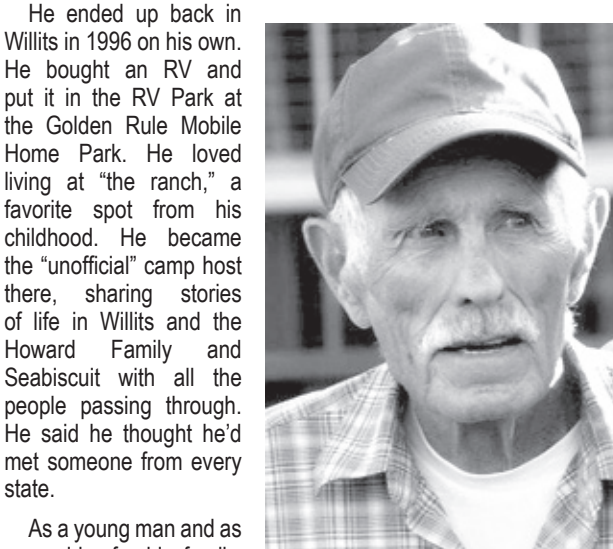 He ended up back in
Willits in 1996 on his own.
He bought an RV and
put it in the RV Park at
the Golden Rule Mobile
Home Park. He loved
living at “the ranch,” a
favorite spot from his
childhood. He became
the “unofficial” camp host
there, sharing stories
of life in Willits and the
Howard Family and
Seabiscuit with all the
people passing through.
He said he thought he’d
met someone from every
state.
As a young man and as